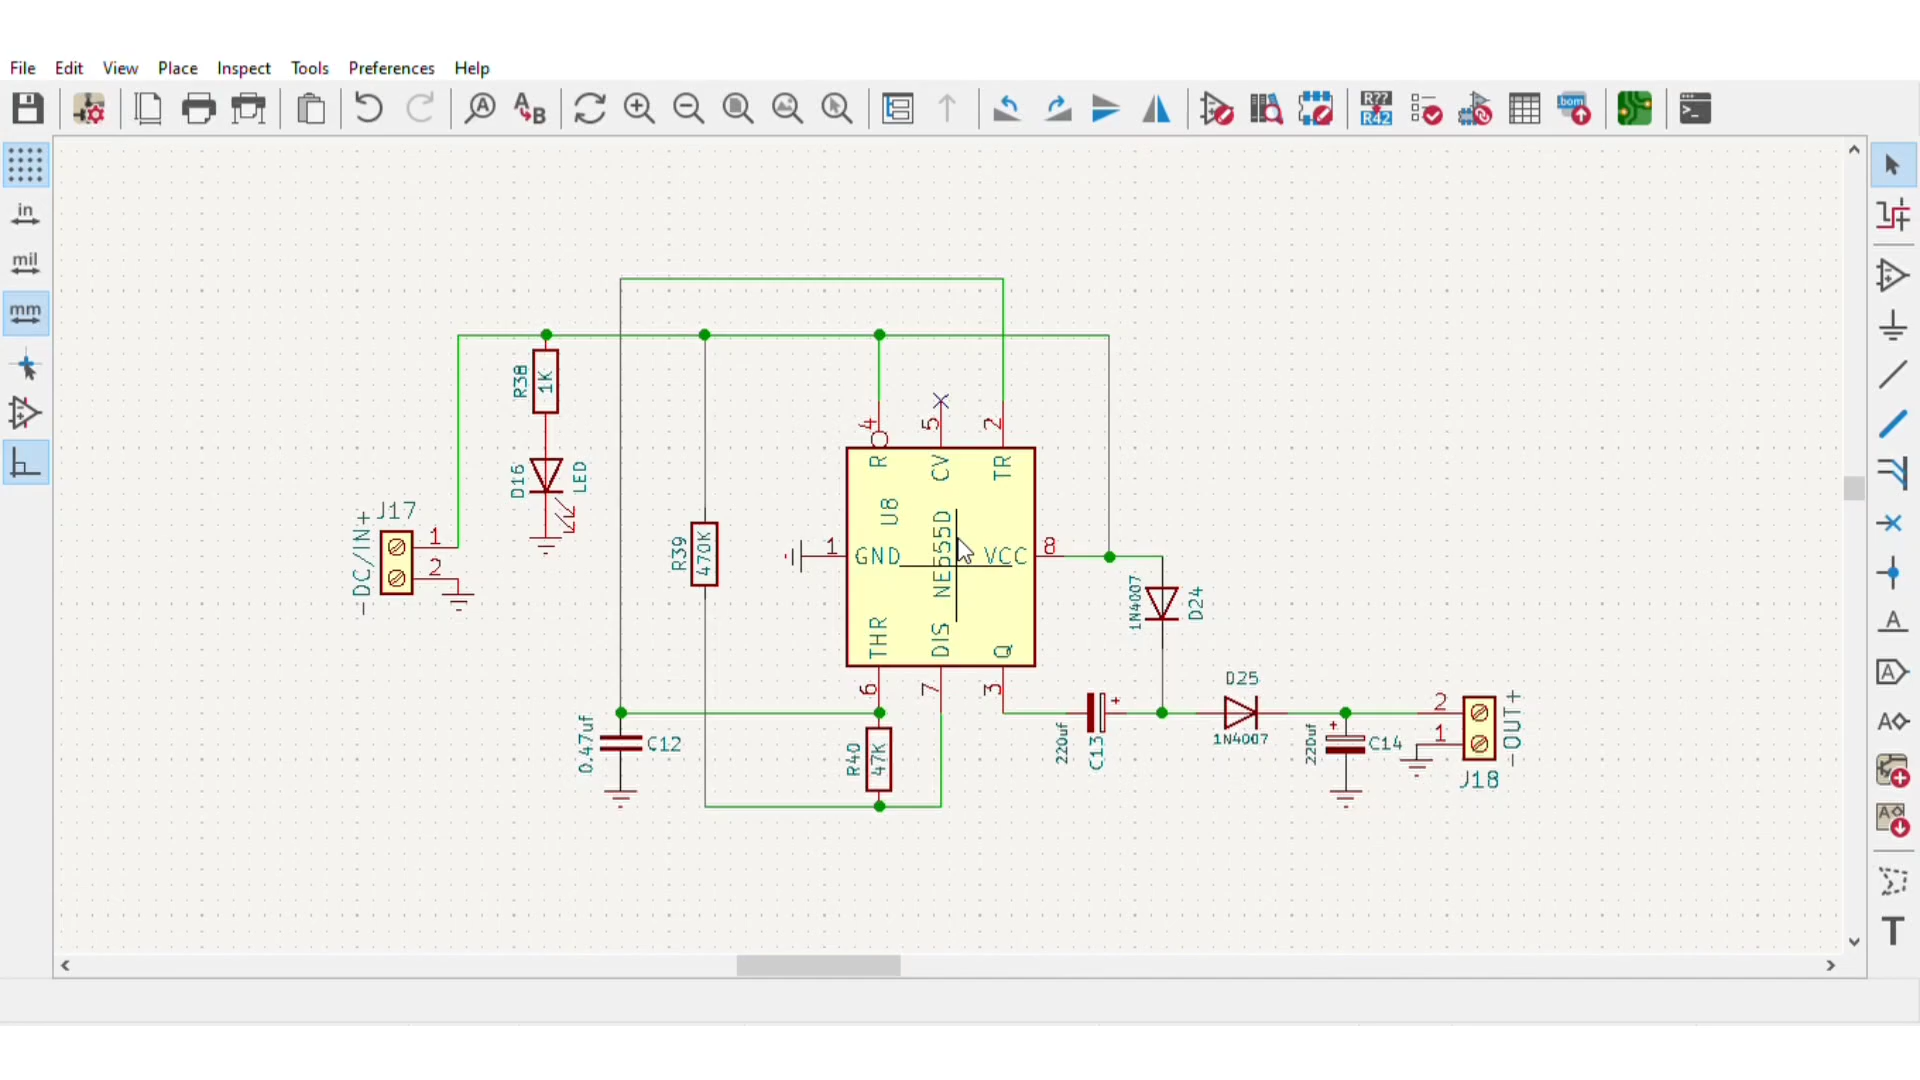 File Edit View Place Inspect Tools Preferences Help
A
A B
R??
R42
.bom
in
mil
mm
R38
1K
D16
LED
J17
-DC/IN+
1
2
R39
470K
4
5
2
R
CV
TR
U8
NE555D
1
GND
VCC
8
THR
DIS
Q
6
7
3
1N4007
D24
0.47uf
C12
R40
47K
220uf
C13
+
D25
1N4007
220uf
+
C14
2
1
-OUT+
J18
A
A
A
A
T